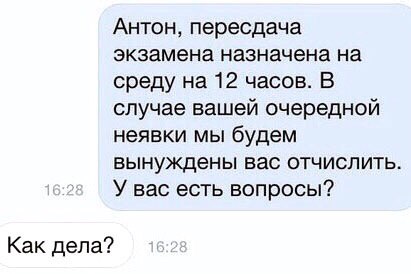 Антон, пересдача
экзамена назначена на
среду на 12 часов. В
случае вашей очередной
неявки мы будем
вынуждены вас отчислить.
У вас есть вопросы?
16:28
Как дела?
16:28